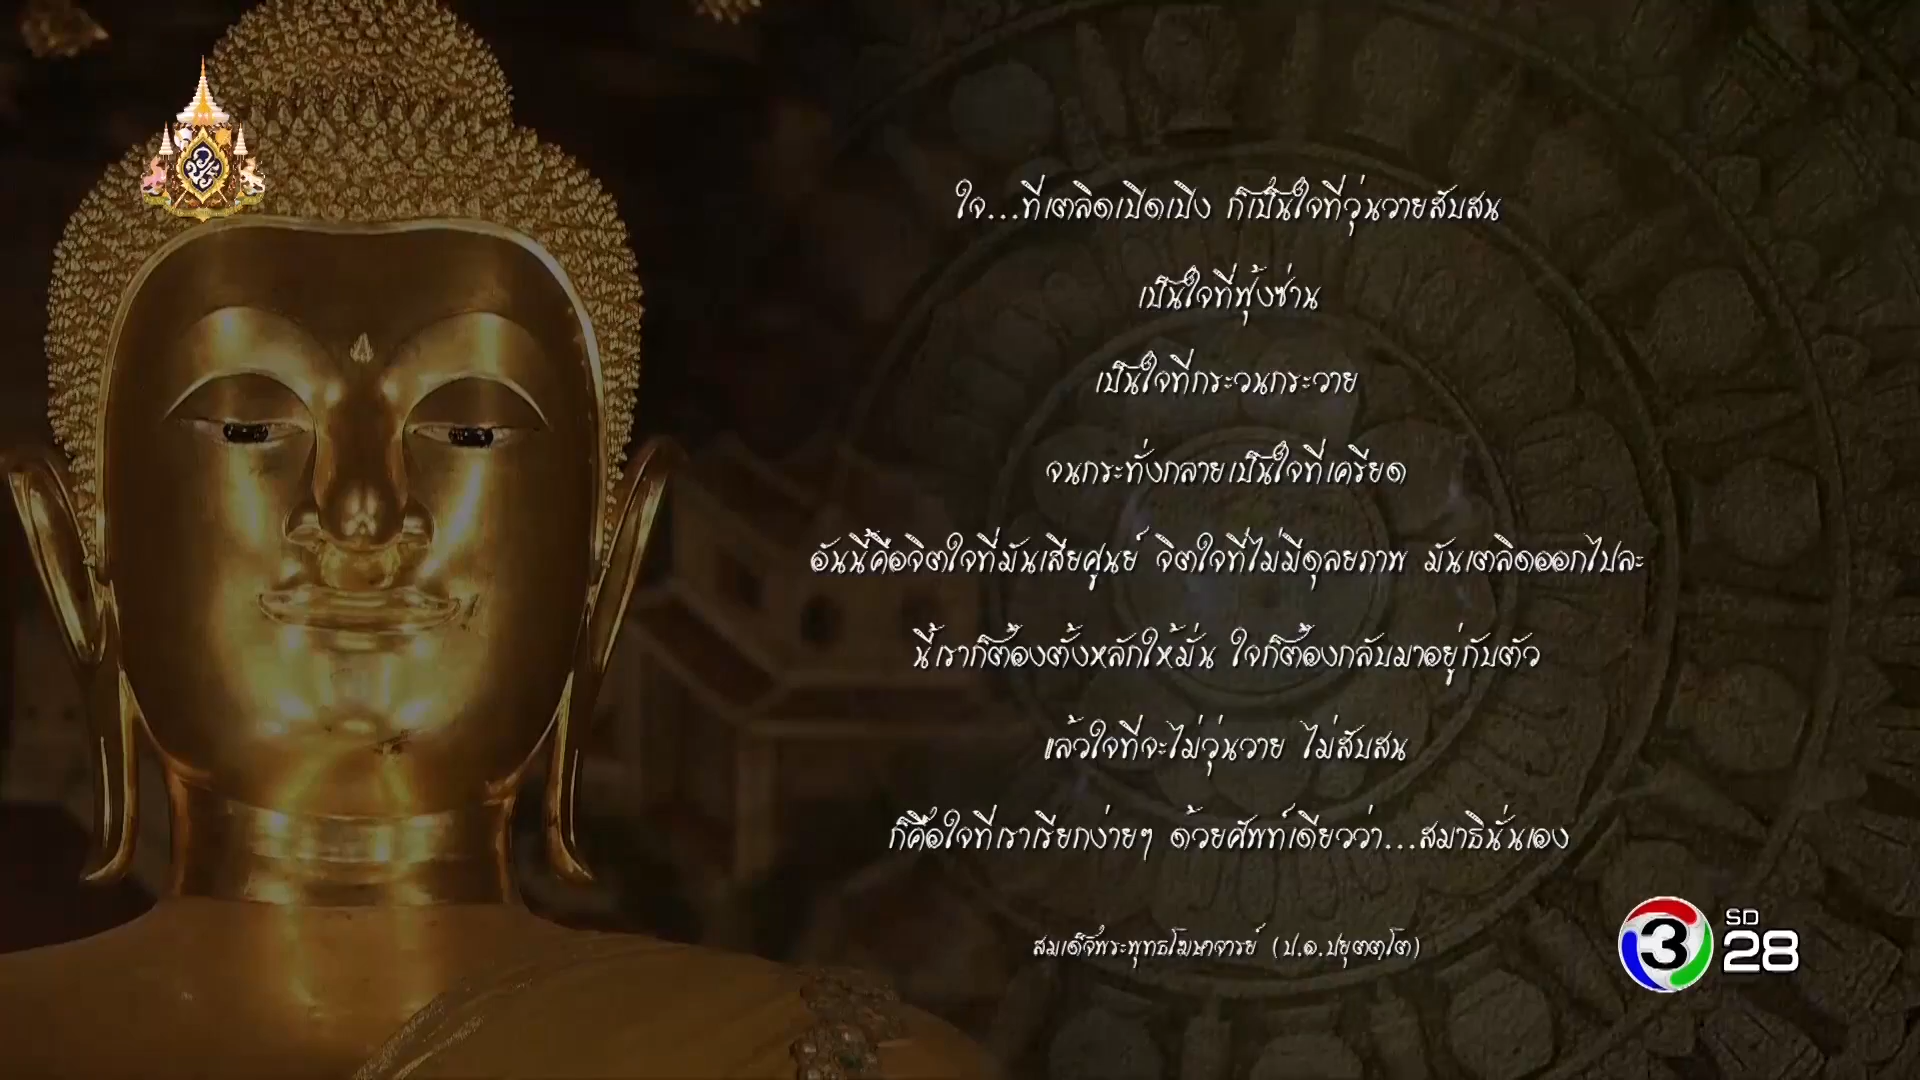 ใจ...ที่เตลิดเปิดเปิง ก็เป็นใจที่วุ่นวายสับสน
เป็นใจที่ฟุ้งซ่าน
เป็นใจที่กระวนกระวาย
จนกระทั่งกลายเป็นใจที่เครียด
อันนี้คือจิตใจที่มันเสียศูนย์ จิตใจที่ไม่มีดุลยภาพ มันเตลิดออกไปละ
นี้เราก็ต้องตั้งหลักให้มั่น ใจก็ต้องกลับมาอยู่กับตัว
แล้วใจที่จะไม่วุ่นวาย ไม่สับสน
ก็คือใจที่เราเรียกง่ายๆ ด้วยศัพท์เดียวว่า...สมาธินั่นเอง
สมเด็จพระพุทธโฆษาจารย์ (ป.อ.ปยุตตโต)
3 SD 28